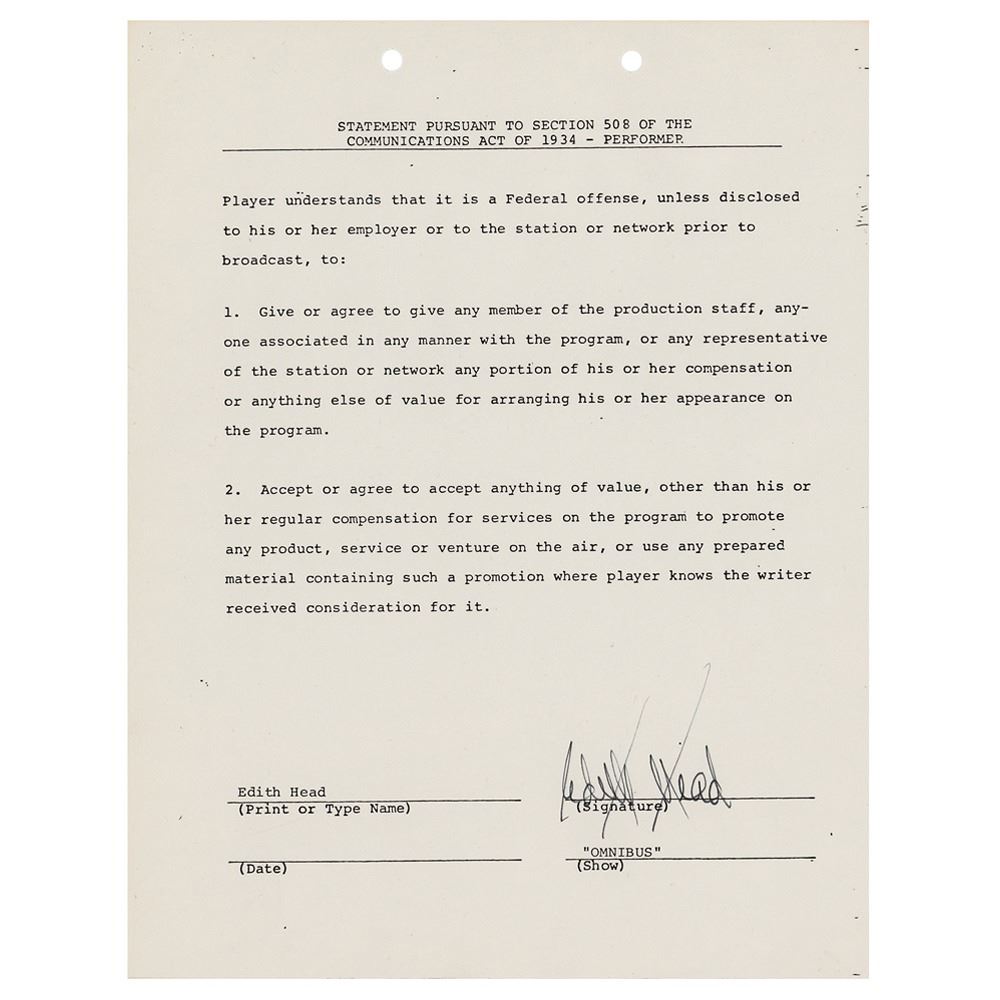 STATEMENT PURSUANT TO SECTION 508 OF THE
COMMUNICATIONS ACT OF 1934 - PERFORMER
Player understands that it is a Federal offense, unless disclosed
to his or her employer or to the station or network prior to
broadcast, to:
1. Give or agree to give any member of the production staff, any-
one associated in any manner with the program, or any representative
of the station or network any portion of his or her compensation
or anything else of value for arranging his or her appearance on
the program.
2. Accept or agree to accept anything of value, other than his or
her regular compensation for services on the program to promote
any product, service or venture on the air, or use any prepared
material containing such a promotion where player knows the writer
received consideration for it.
Edith Head
(Print or Type Name)
(Date)
Edith Head
(Signature)
"OMNIBUS"
(Show)